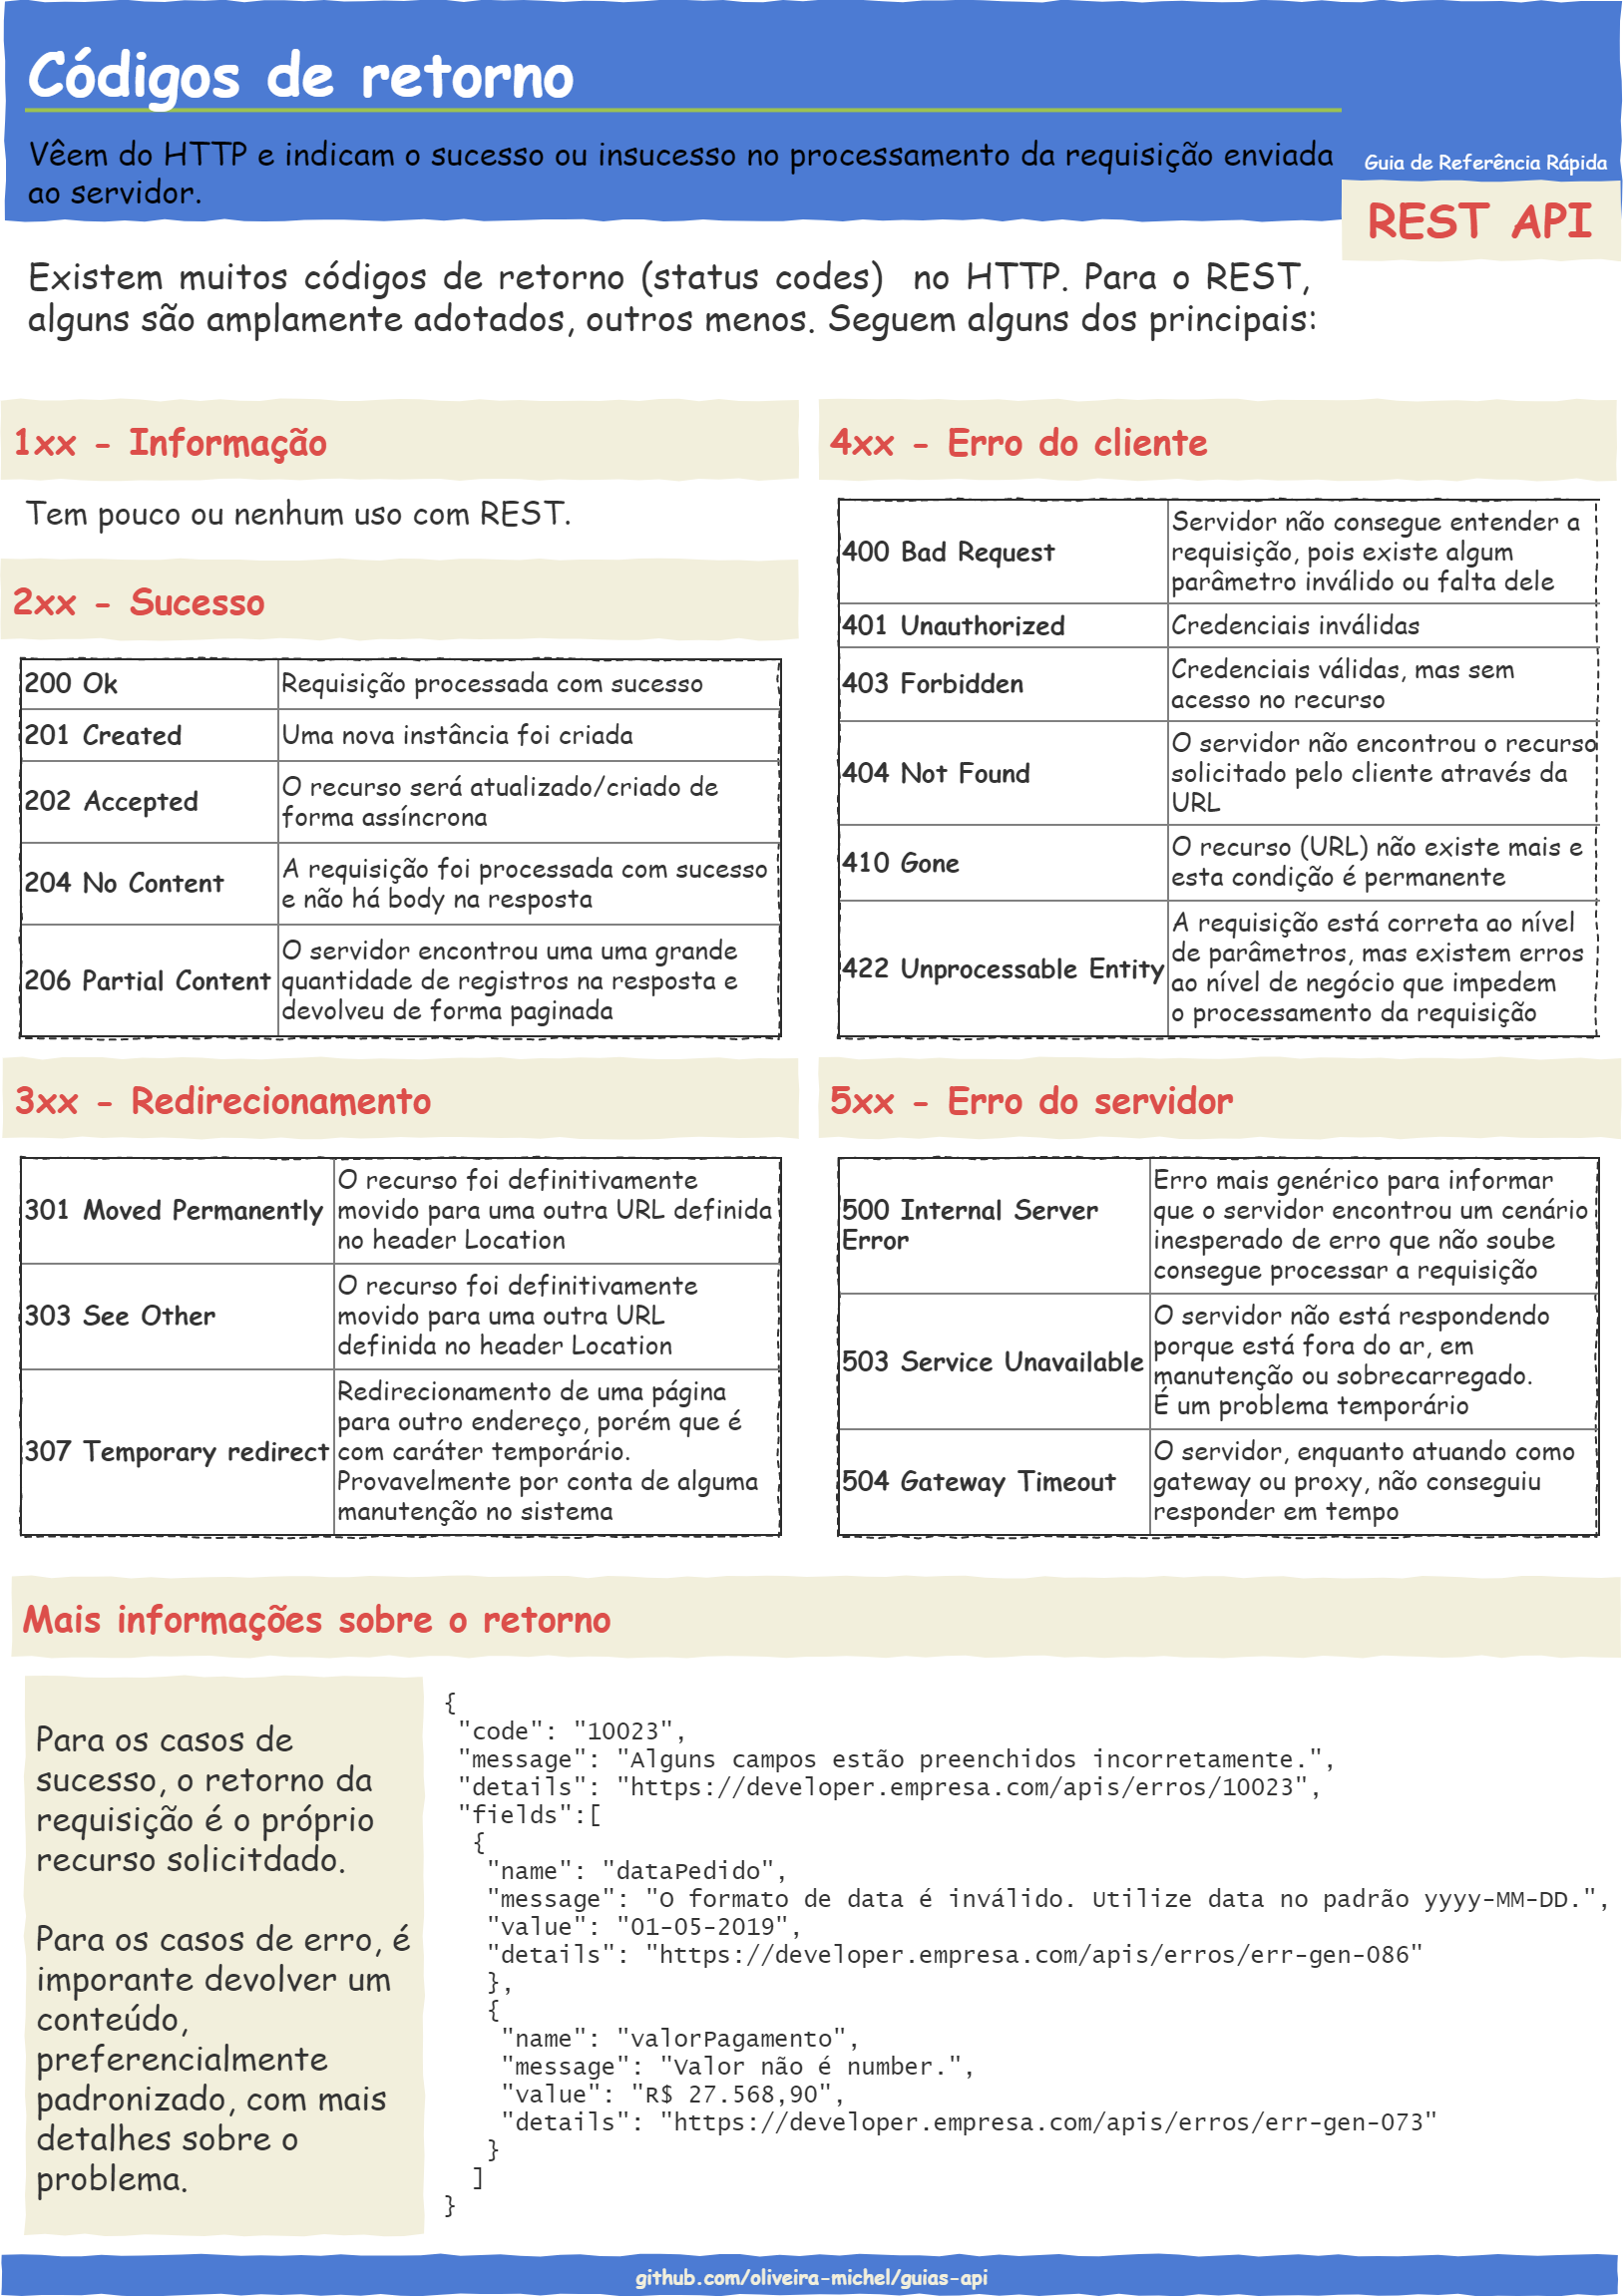 Códigos de retorno
Vêem do HTTP e indicam o sucesso ou insucesso no processamento da requisição enviada
ao servidor.
Guia de Referência Rápida
REST API
Existem muitos códigos de retorno (status codes) no HTTP. Para o REST,
alguns são amplamente adotados, outros menos. Seguem alguns dos principais:
1xx - Informação
Tem pouco ou nenhum uso com REST.
2xx - Sucesso
200 Ok
Requisição processada com sucesso
201 Created
Uma nova instância foi criada
202 Accepted
O recurso será atualizado/criado de
forma assíncrona
204 No Content
A requisição foi processada com sucesso
e não há body na resposta
206 Partial Content
O servidor encontrou uma uma grande
quantidade de registros na resposta e
devolveu de forma paginada
3xx - Redirecionamento
301 Moved Permanently
O recurso foi definitivamente
movido para uma outra URL definida
no header Location
303 See Other
O recurso foi definitivamente
movido para uma outra URL
definida no header Location
307 Temporary redirect
Redirecionamento de uma página
para outro endereço, porém que é
com caráter temporário.
Provavelmente por conta de alguma
manutenção no sistema
4xx - Erro do cliente
400 Bad Request
Servidor não consegue entender a
requisição, pois existe algum
parâmetro inválido ou falta dele
401 Unauthorized
Credenciais inválidas
403 Forbidden
Credenciais válidas, mas sem
acesso no recurso
404 Not Found
O servidor não encontrou o recurso
solicitado pelo cliente através da
URL
410 Gone
O recurso (URL) não existe mais e
esta condição é permanente
422 Unprocessable Entity
A requisição está correta ao nível
de parâmetros, mas existem erros
ao nível de negócio que impedem
o processamento da requisição
5xx - Erro do servidor
500 Internal Server
Error
Erro mais genérico para informar
que o servidor encontrou um cenário
inesperado de erro que não soube
consegue processar a requisição
503 Service Unavailable
O servidor não está respondendo
porque está fora do ar, em
manutenção ou sobrecarregado.
É um problema temporário
504 Gateway Timeout
O servidor, enquanto atuando como
gateway ou proxy, não conseguiu
responder em tempo
Mais informações sobre o retorno
Para os casos de
sucesso, o retorno da
requisição é o próprio
recurso solicitdado.
Para os casos de erro, é
imporante devolver um
conteúdo,
preferencialmente
padronizado, com mais
detalhes sobre o
problema.
{
"code": "10023",
"message": "Alguns campos estão preenchidos incorretamente.",
"details": "https://developer.empresa.com/apis/erros/10023",
"fields":[
{
"name": "dataPedido",
"message": "O formato de data é inválido. Utilize data no padrão yyyy-MM-DD.",
"value": "01-05-2019",
"details": "https://developer.empresa.com/apis/erros/err-gen-086"
},
{
"name": "valorPagamento",
"message": "Valor não é number.",
"value": "R$ 27.568,90",
"details": "https://developer.empresa.com/apis/erros/err-gen-073"
}
]
}
github.com/oliveira-michel/guias-api